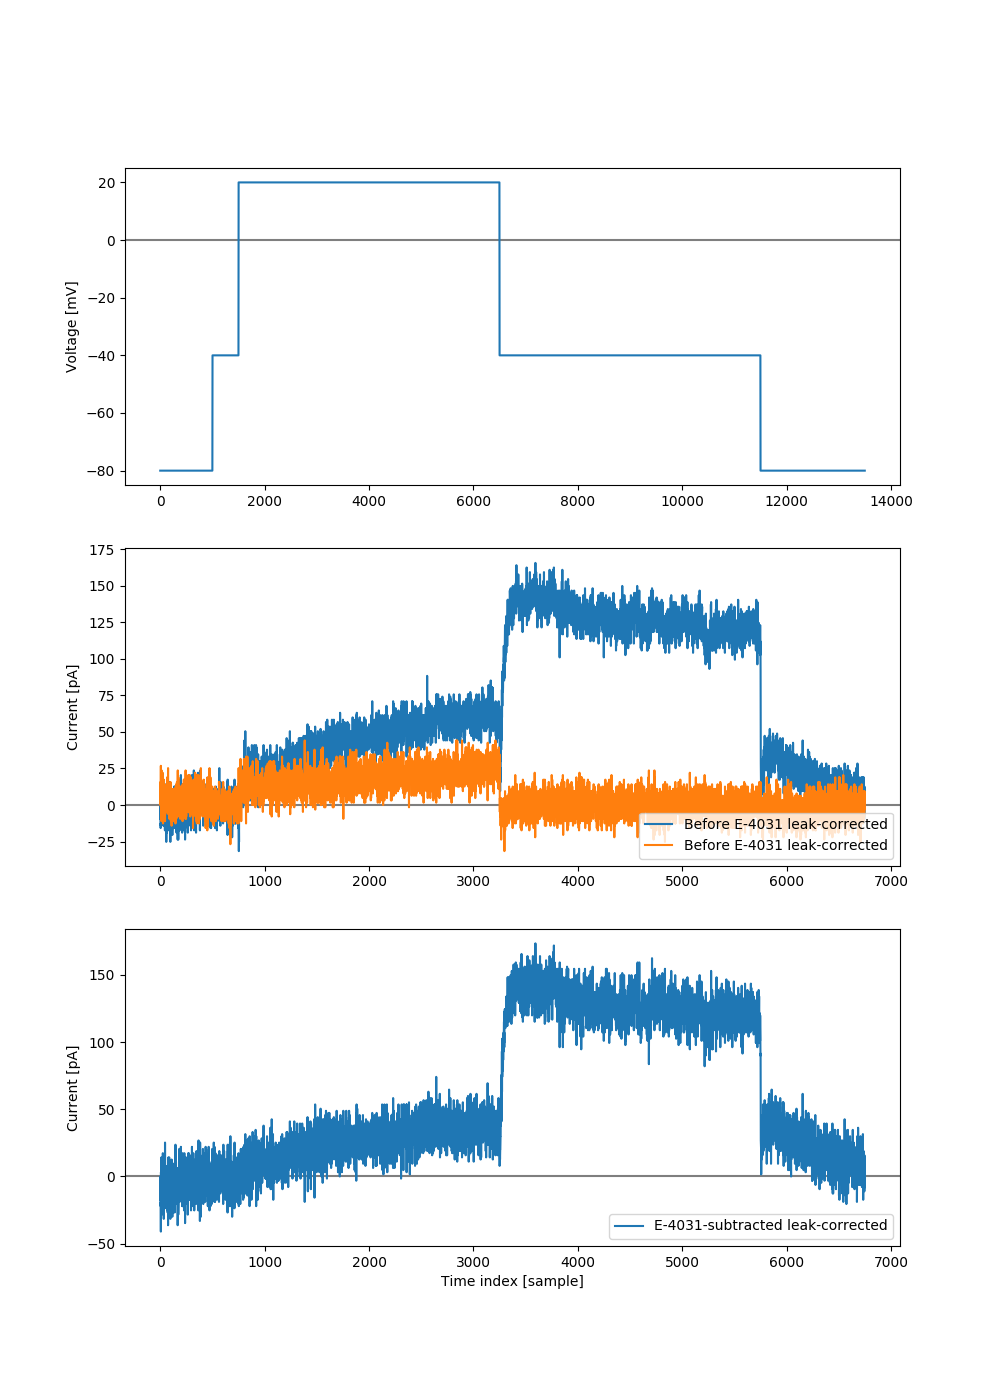 20
0
−20
−40
−60
−80
Voltage [mV]
0 2000 4000 6000 8000 10000 12000 14000
175
150
125
100
75
50
25
0
−25
Current [pA]
Before E-4031 leak-corrected
Before E-4031 leak-corrected
0 1000 2000 3000 4000 5000 6000 7000
150
100
50
0
−50
Current [pA]
E-4031-subtracted leak-corrected
0 1000 2000 3000 4000 5000 6000 7000
Time index [sample]